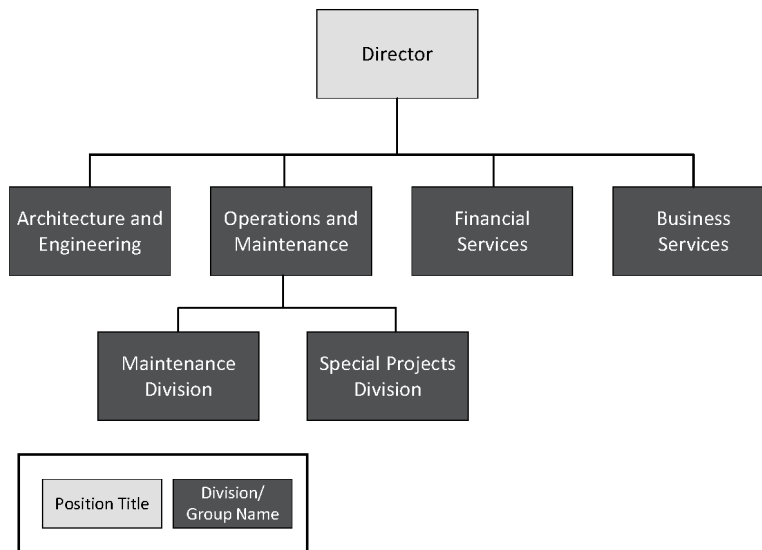 Director
Architecture and
Engineering
Operations and
Maintenance
Financial
Services
Business
Services
Maintenance
Division
Special Projects
Division
Position Title
Division/
Group Name